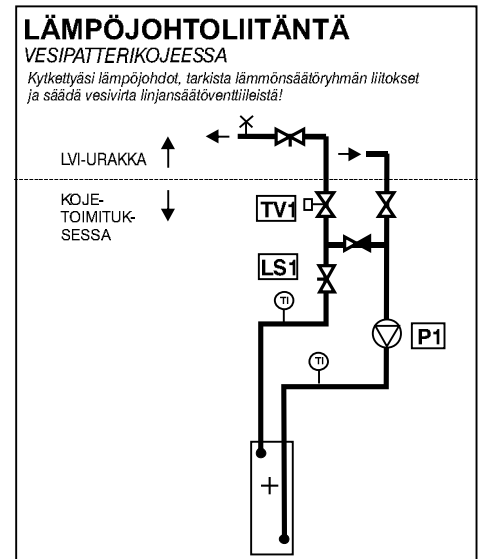 LÄMPÖJOHTOLIITÄNTÄ
VESIPATTERIKOJEESSA
Kytkettyäsi lämpöjohdot, tarkista lämmönsäätöryhmän liitokset
ja säädä vesivirta linjansäätöventtiileistä!
LVI-URAKKA
KOJE-
TOIMITUK-
SESSA
TV1
LS1
TI
P1
TI
+